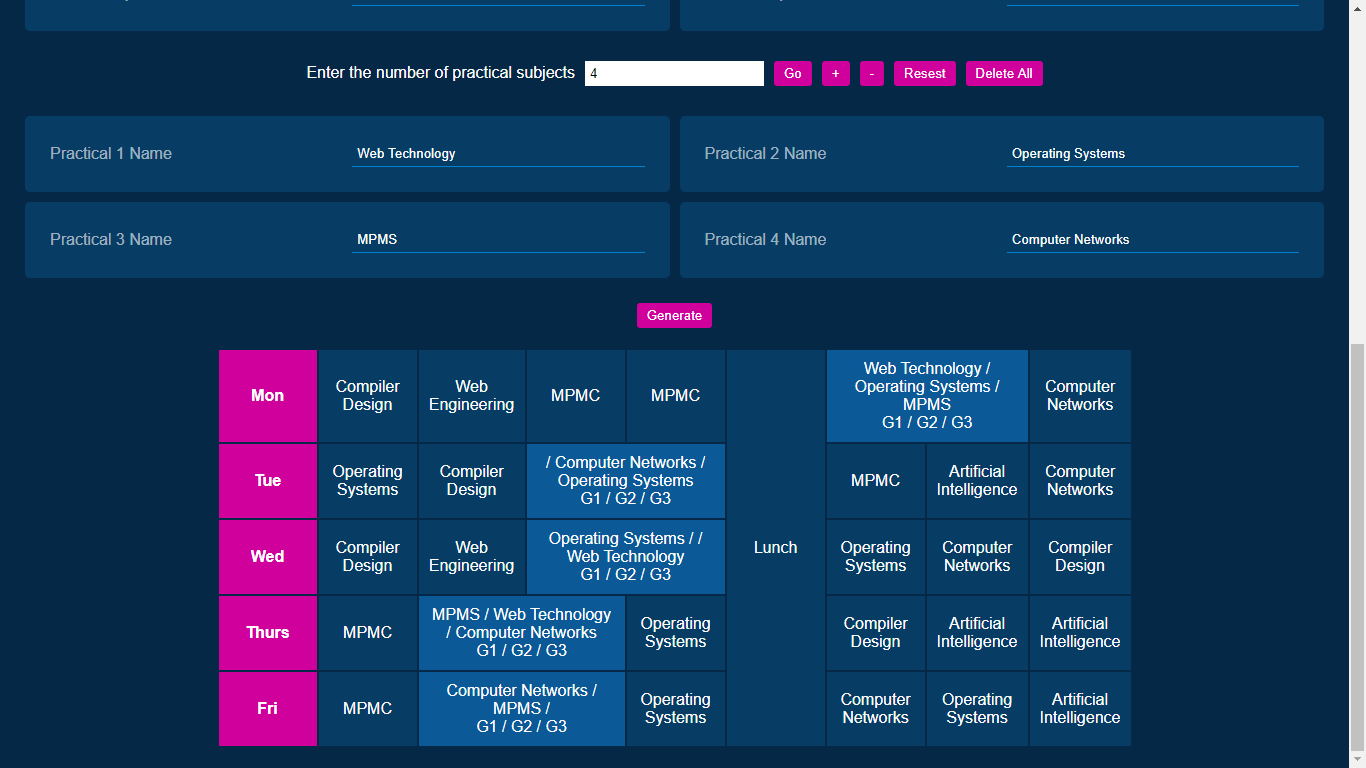 Enter the number of practical subjects 4 Go + - Resest Delete All
Practical 1 Name Web Technology
Practical 2 Name Operating Systems
Practical 3 Name MPMS
Practical 4 Name Computer Networks
Generate
Mon
Compiler
Design
Web
Engineering
MPMC
MPMC
Web Technology /
Operating Systems /
MPMS
G1 / G2 / G3
Computer
Networks
Tue
Operating
Systems
Compiler
Design
/ Computer Networks /
Operating Systems
G1 / G2 / G3
Lunch
MPMC
Artificial
Intelligence
Computer
Networks
Wed
Compiler
Design
Web
Engineering
Operating Systems / /
Web Technology
G1 / G2 / G3
Operating
Systems
Computer
Networks
Compiler
Design
Thurs
MPMC
MPMS / Web Technology
/ Computer Networks
G1 / G2 / G3
Operating
Systems
Compiler
Design
Artificial
Intelligence
Artificial
Intelligence
Fri
MPMC
Computer Networks /
MPMS /
G1 / G2 / G3
Operating
Systems
Computer
Networks
Operating
Systems
Artificial
Intelligence